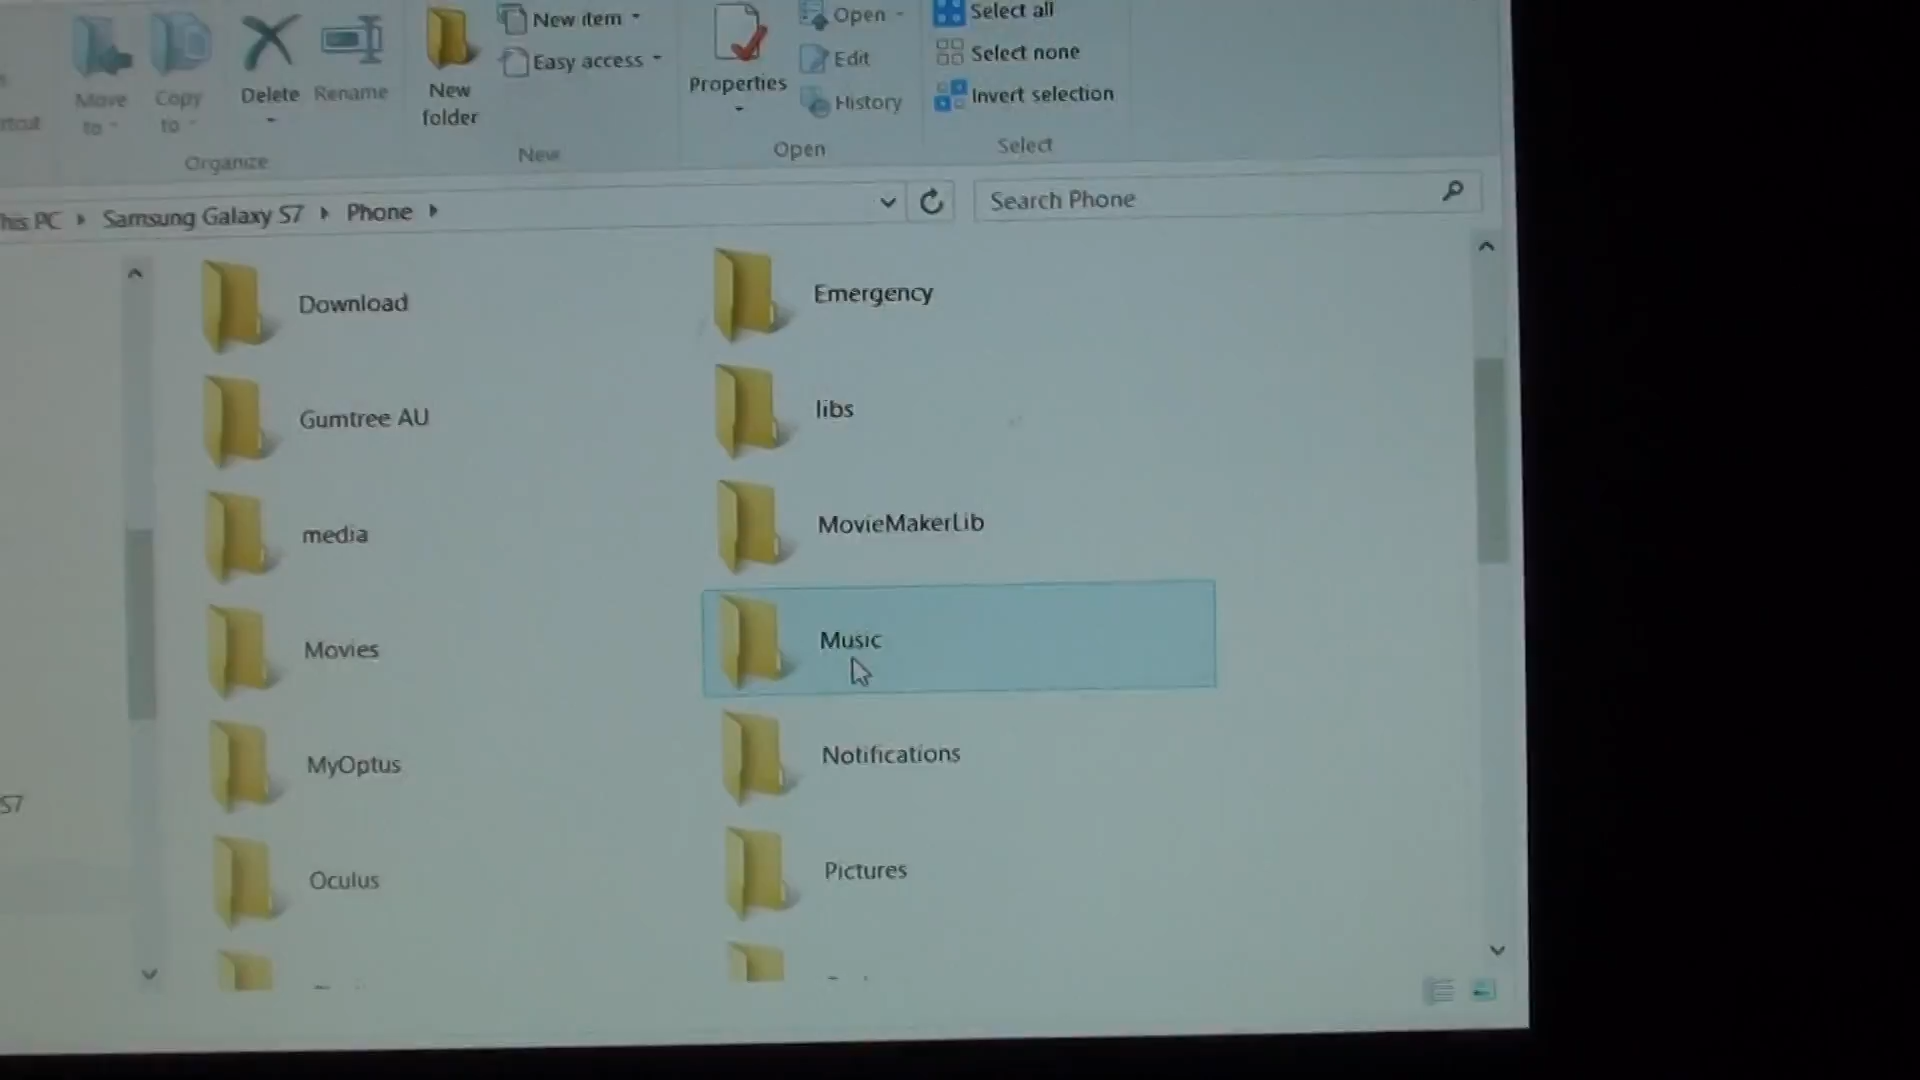 Move to
Copy to
Delete
Rename
Organize
New folder
New item
Easy access
New
Properties
Open
Edit
History
Open
Select all
Select none
Invert selection
Select
his PC
Samsung Galaxy S7
Phone
Search Phone
Download
Emergency
Gumtree AU
libs
media
MovieMakerLib
Movies
Music
MyOptus
Notifications
S7
Oculus
Pictures